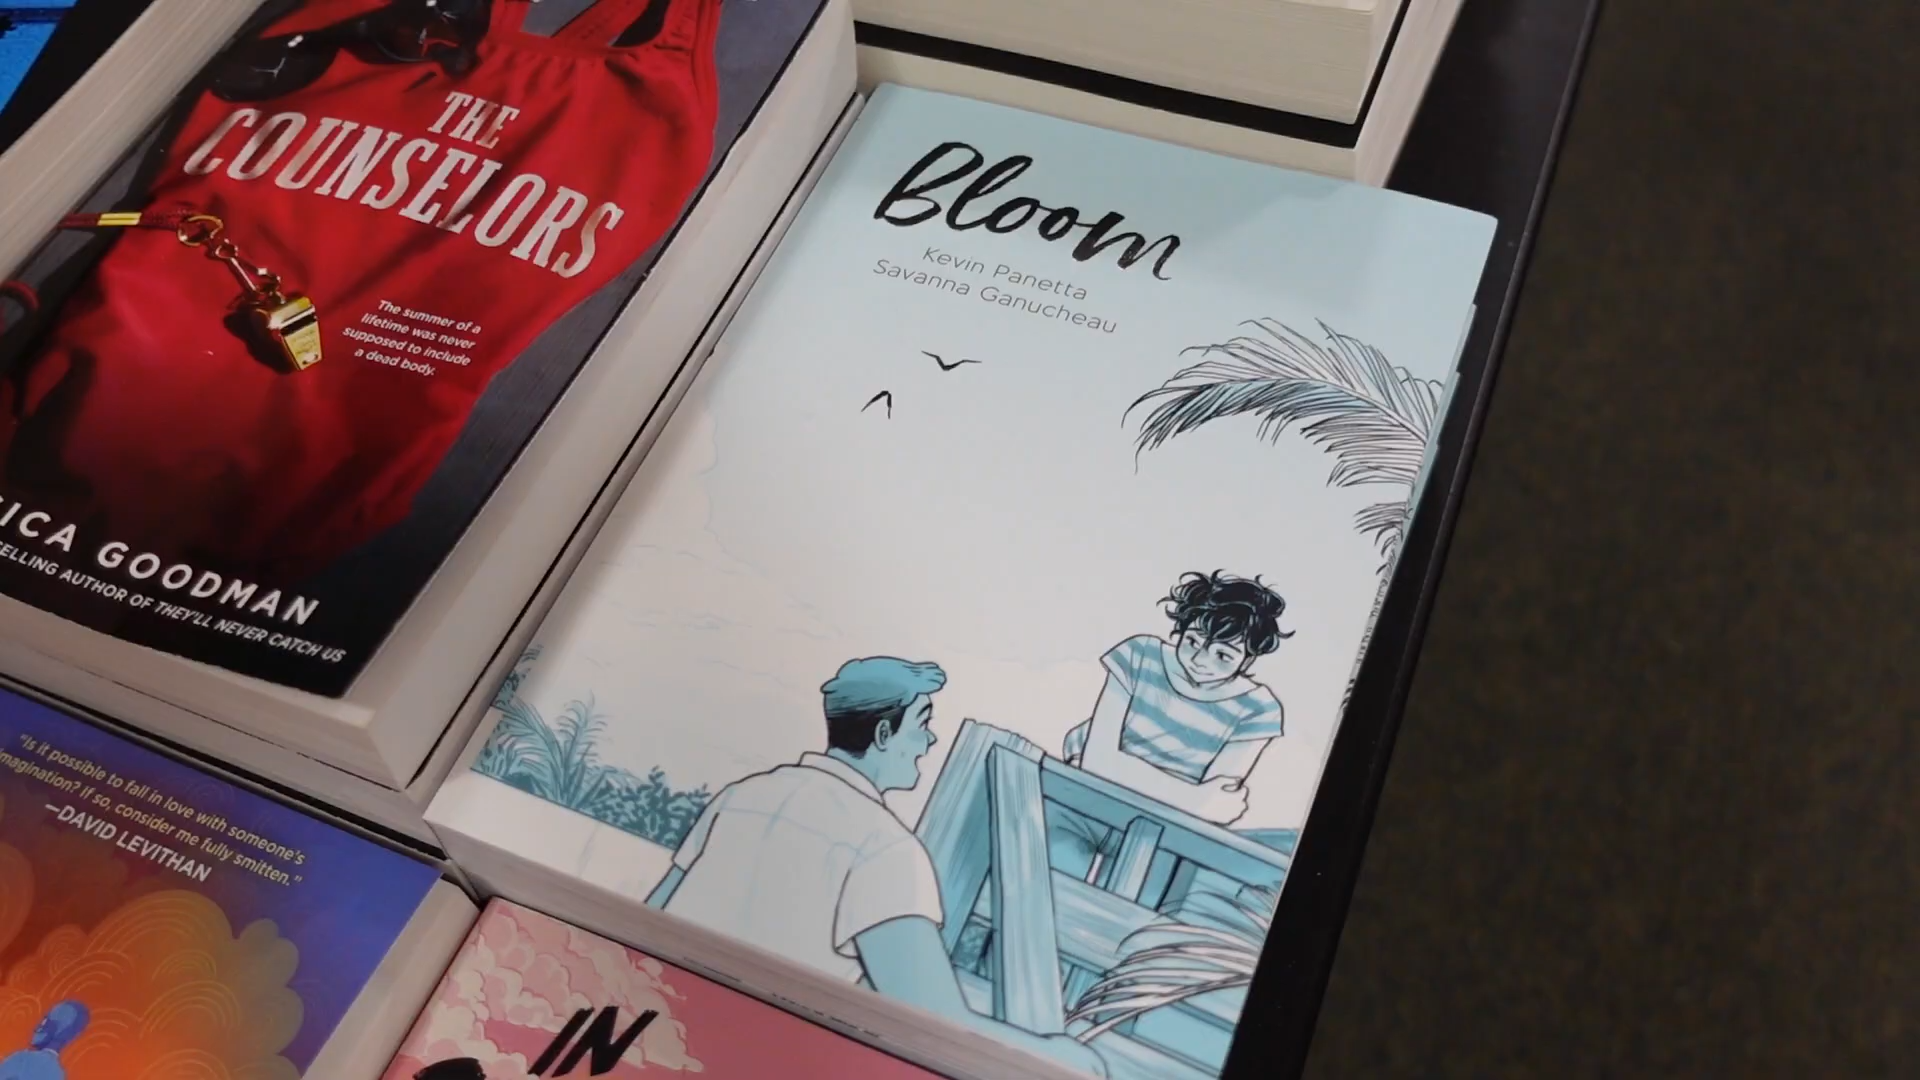 THE
COUNSELORS
The summer of a
lifetime was never
supposed to include
a dead body.
GOODMAN
AUTHOR OF THEY'LL NEVER CATCH US
Bloom
Kevin Panetta
Savanna Ganucheau
"Is it possible to fall in love with someone's
imagination? If so, consider me fully smitten."
—DAVID LEVITHAN
IN